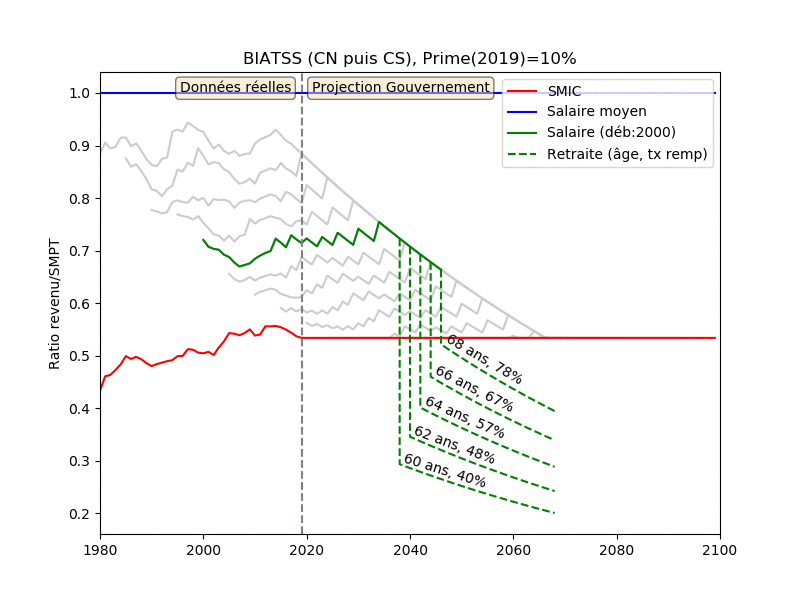 BIATSS (CN puis CS), Prime(2019)=10%
Données réelles
Projection Gouvernement
SMIC
Salaire moyen
Salaire (déb:2000)
Retraite (âge, tx remp)
Ratio revenu/SMPT
1.0
0.9
0.8
0.7
0.6
0.5
0.4
0.3
0.2
68 ans, 78%
66 ans, 67%
64 ans, 57%
62 ans, 48%
60 ans, 40%
1980
2000
2020
2040
2060
2080
2100